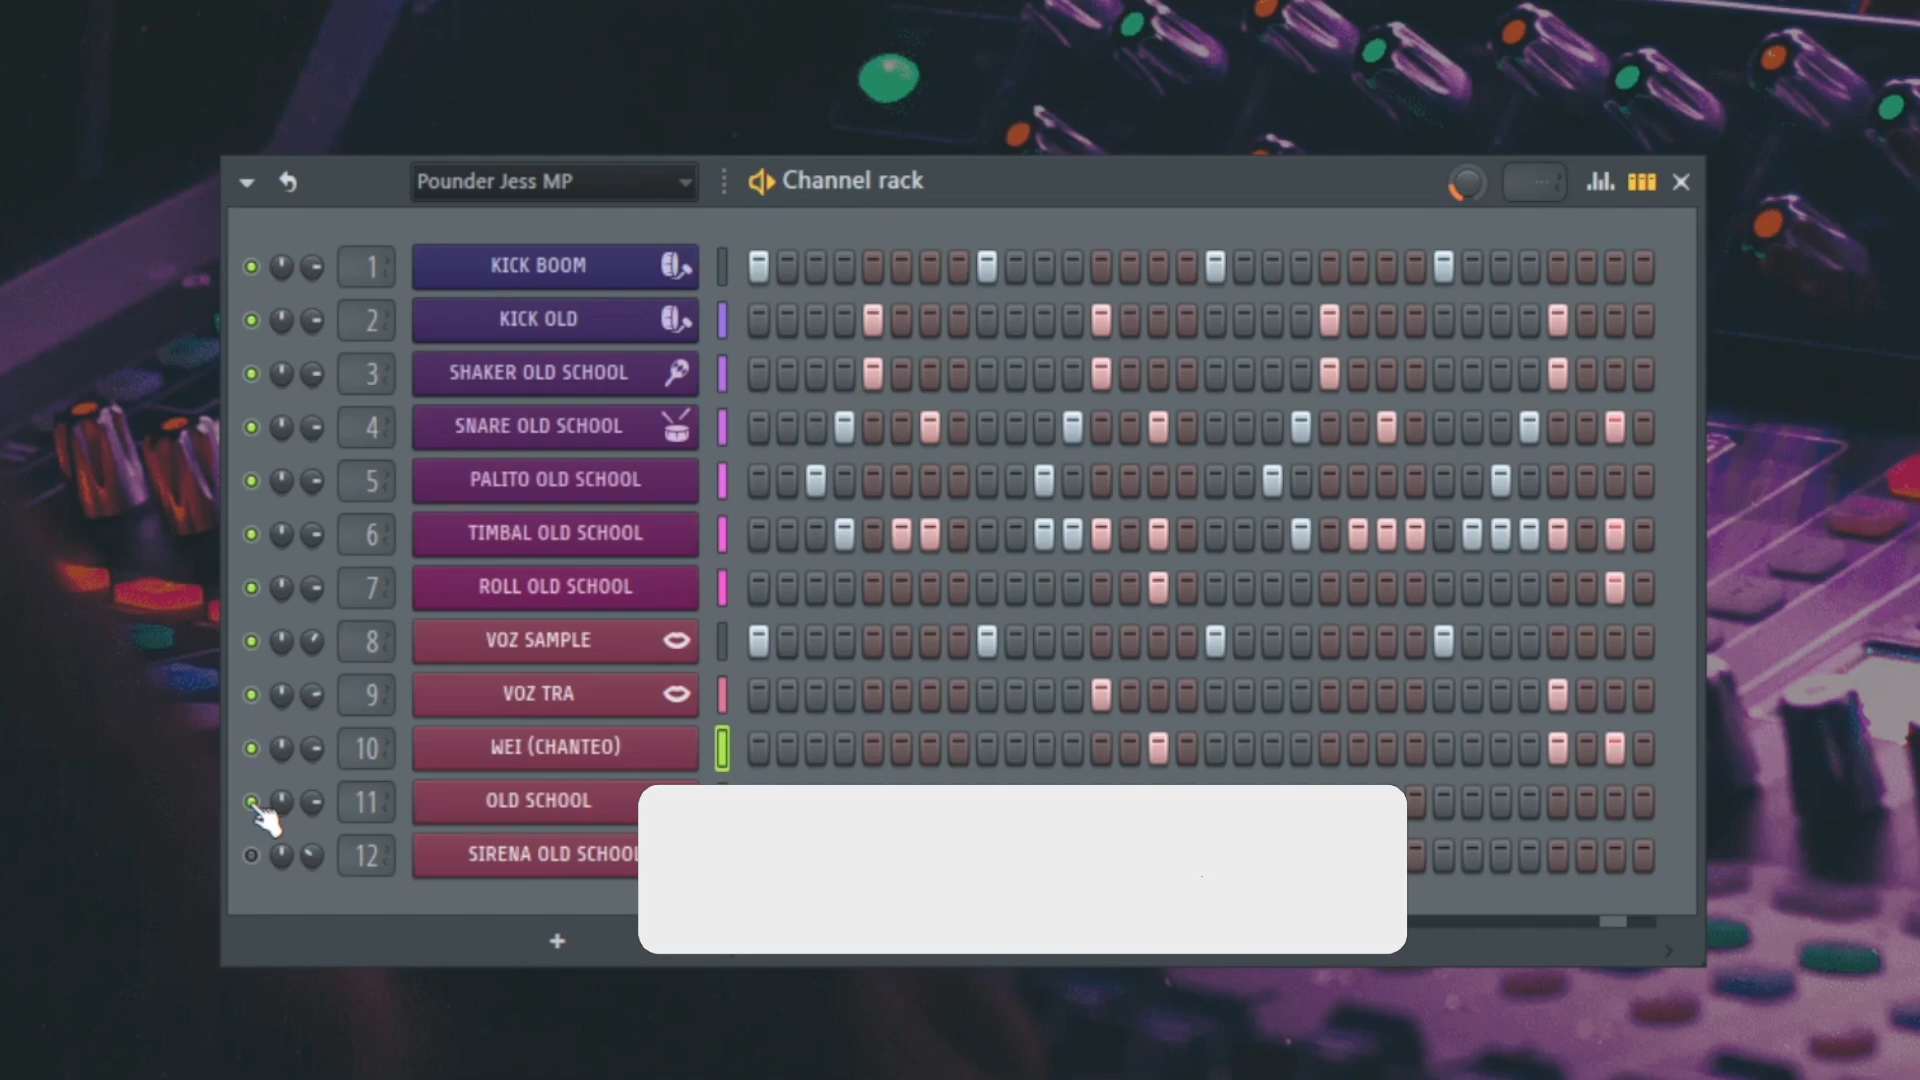 Pounder Jess MP
Channel rack
1 KICK BOOM
2 KICK OLD
3 SHAKER OLD SCHOOL
4 SNARE OLD SCHOOL
5 PALITO OLD SCHOOL
6 TIMBAL OLD SCHOOL
7 ROLL OLD SCHOOL
8 VOZ SAMPLE
9 VOZ TRA
10 WEI (CHANTEO)
11 OLD SCHOOL
12 SIRENA OLD SCHOOL